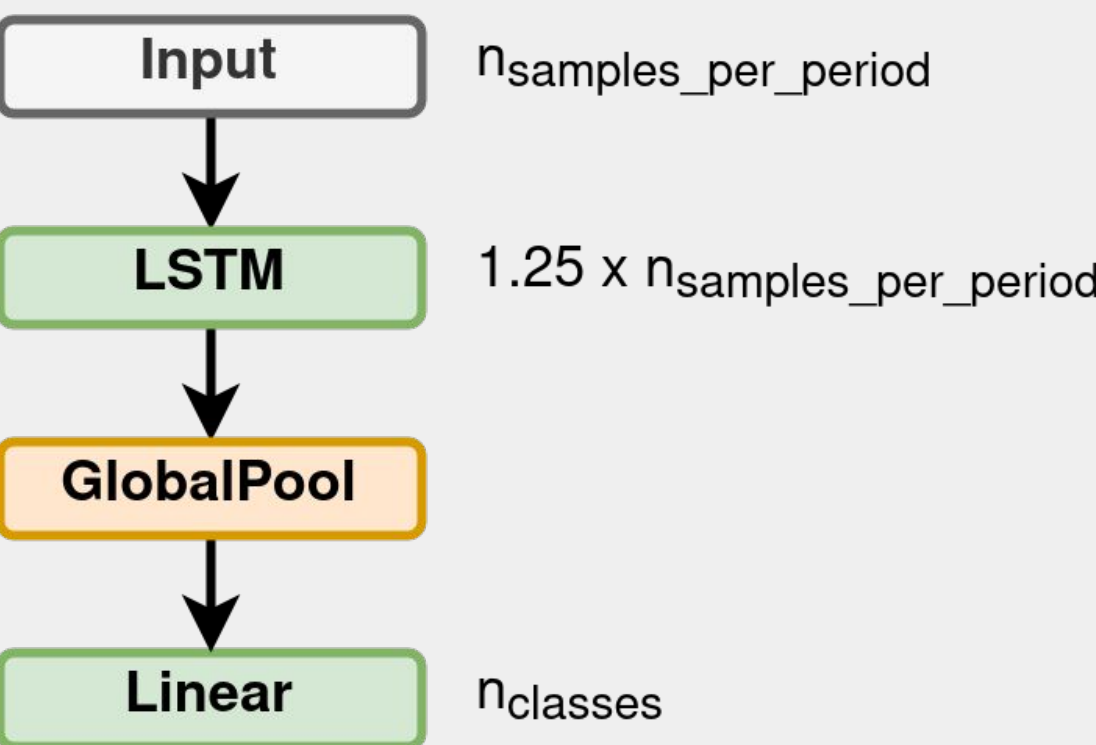 Input n_samples_per_period
LSTM 1.25 x n_samples_per_period
GlobalPool
Linear n_classes